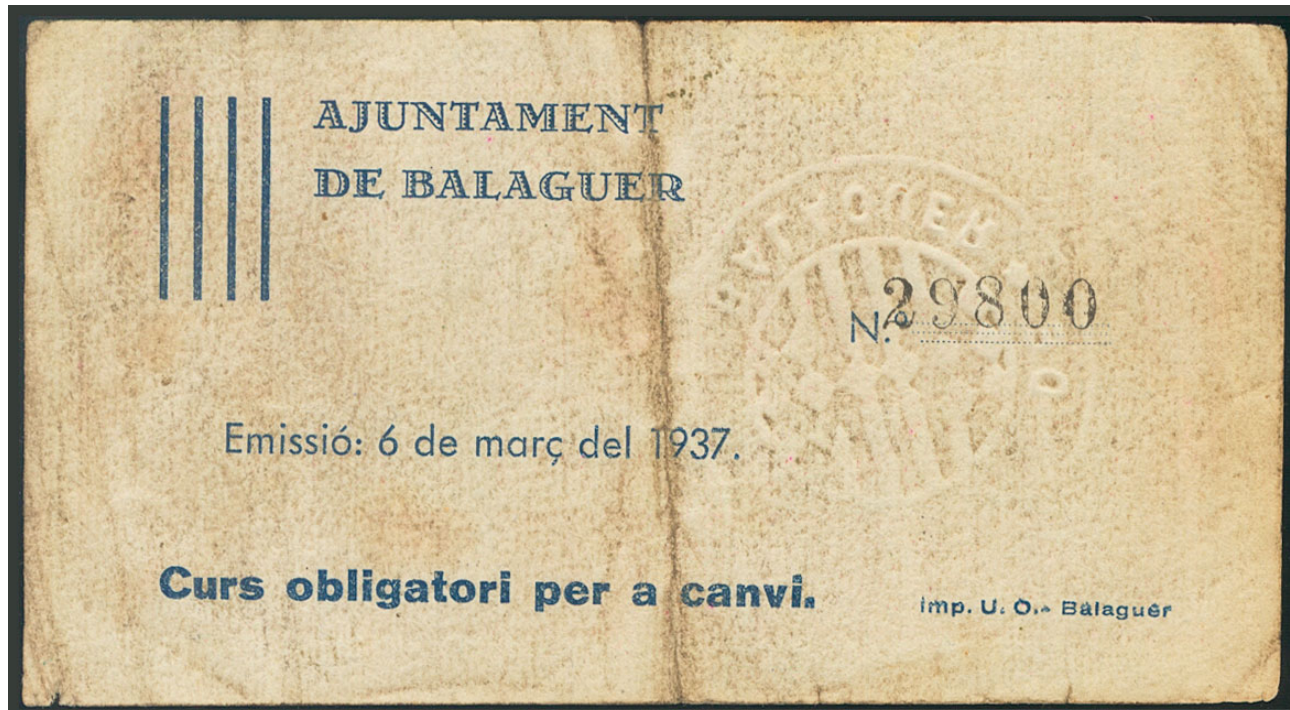 AJUNTAMENT
DE BALAGUER
N.º 29800
Emissió: 6 de març del 1937.
Curs obligatori per a canvi.
Imp. U. O.- Balaguer